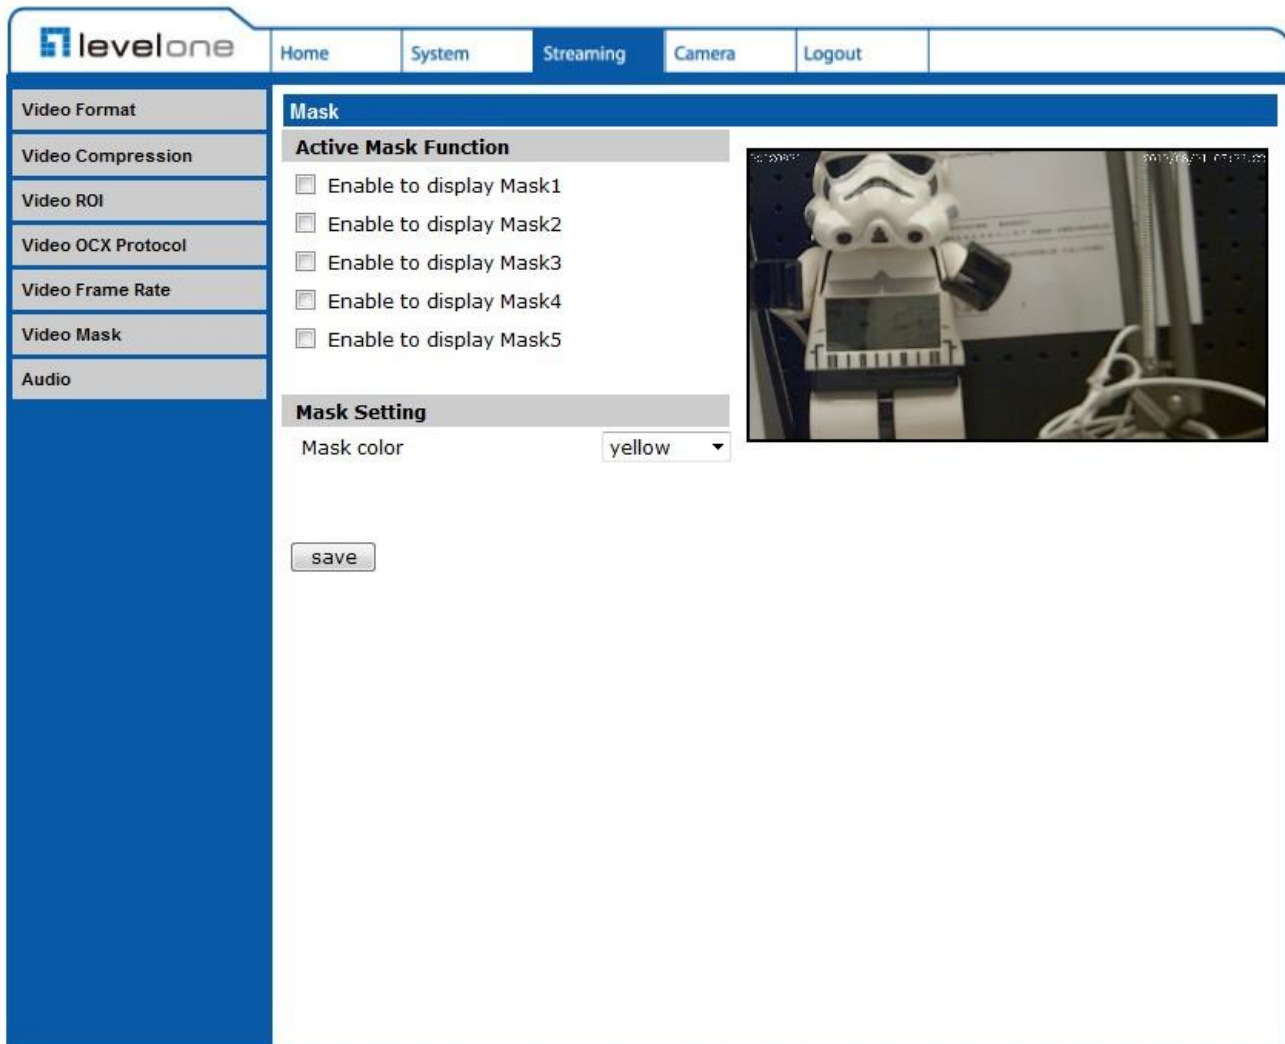 levelone
Home System Streaming Camera Logout
Video Format
Video Compression
Video ROI
Video OCX Protocol
Video Frame Rate
Video Mask
Audio
Mask
Active Mask Function
Enable to display Mask1
Enable to display Mask2
Enable to display Mask3
Enable to display Mask4
Enable to display Mask5
Mask Setting
Mask color yellow
save